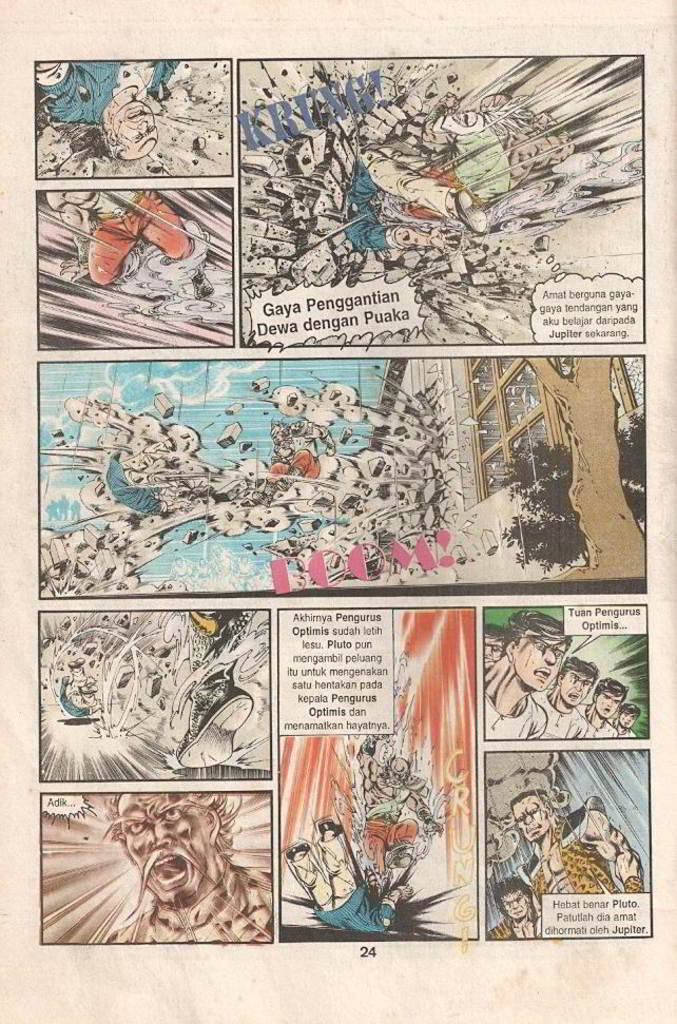 KRUNG!
Gaya Penggantian
Dewa dengan Puaka
Amat berguna gaya-
gaya tendangan yang
aku belajar daripada
Jupiter sekarang.
BOOM!
Adik...
Akhirnya Pengurus
Optimis sudah letih
lesu. Pluto pun
mengambil peluang
itu untuk mengenakan
satu hentakan pada
kepala Pengurus
Optimis dan
menamatkan hayatnya.
CRUNG!
Tuan Pengurus
Optimis...
Hebat benar Pluto.
Patutlah dia amat
dihormati oleh Jupiter.
24